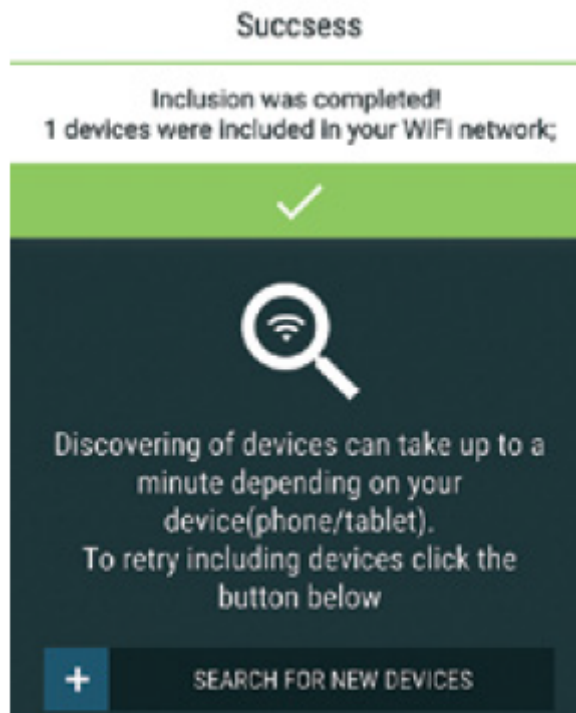 Succsess
Inclusion was completed!
1 devices were included in your WiFi network;
Discovering of devices can take up to a
minute depending on your
device(phone/tablet).
To retry including devices click the
button below
+ SEARCH FOR NEW DEVICES